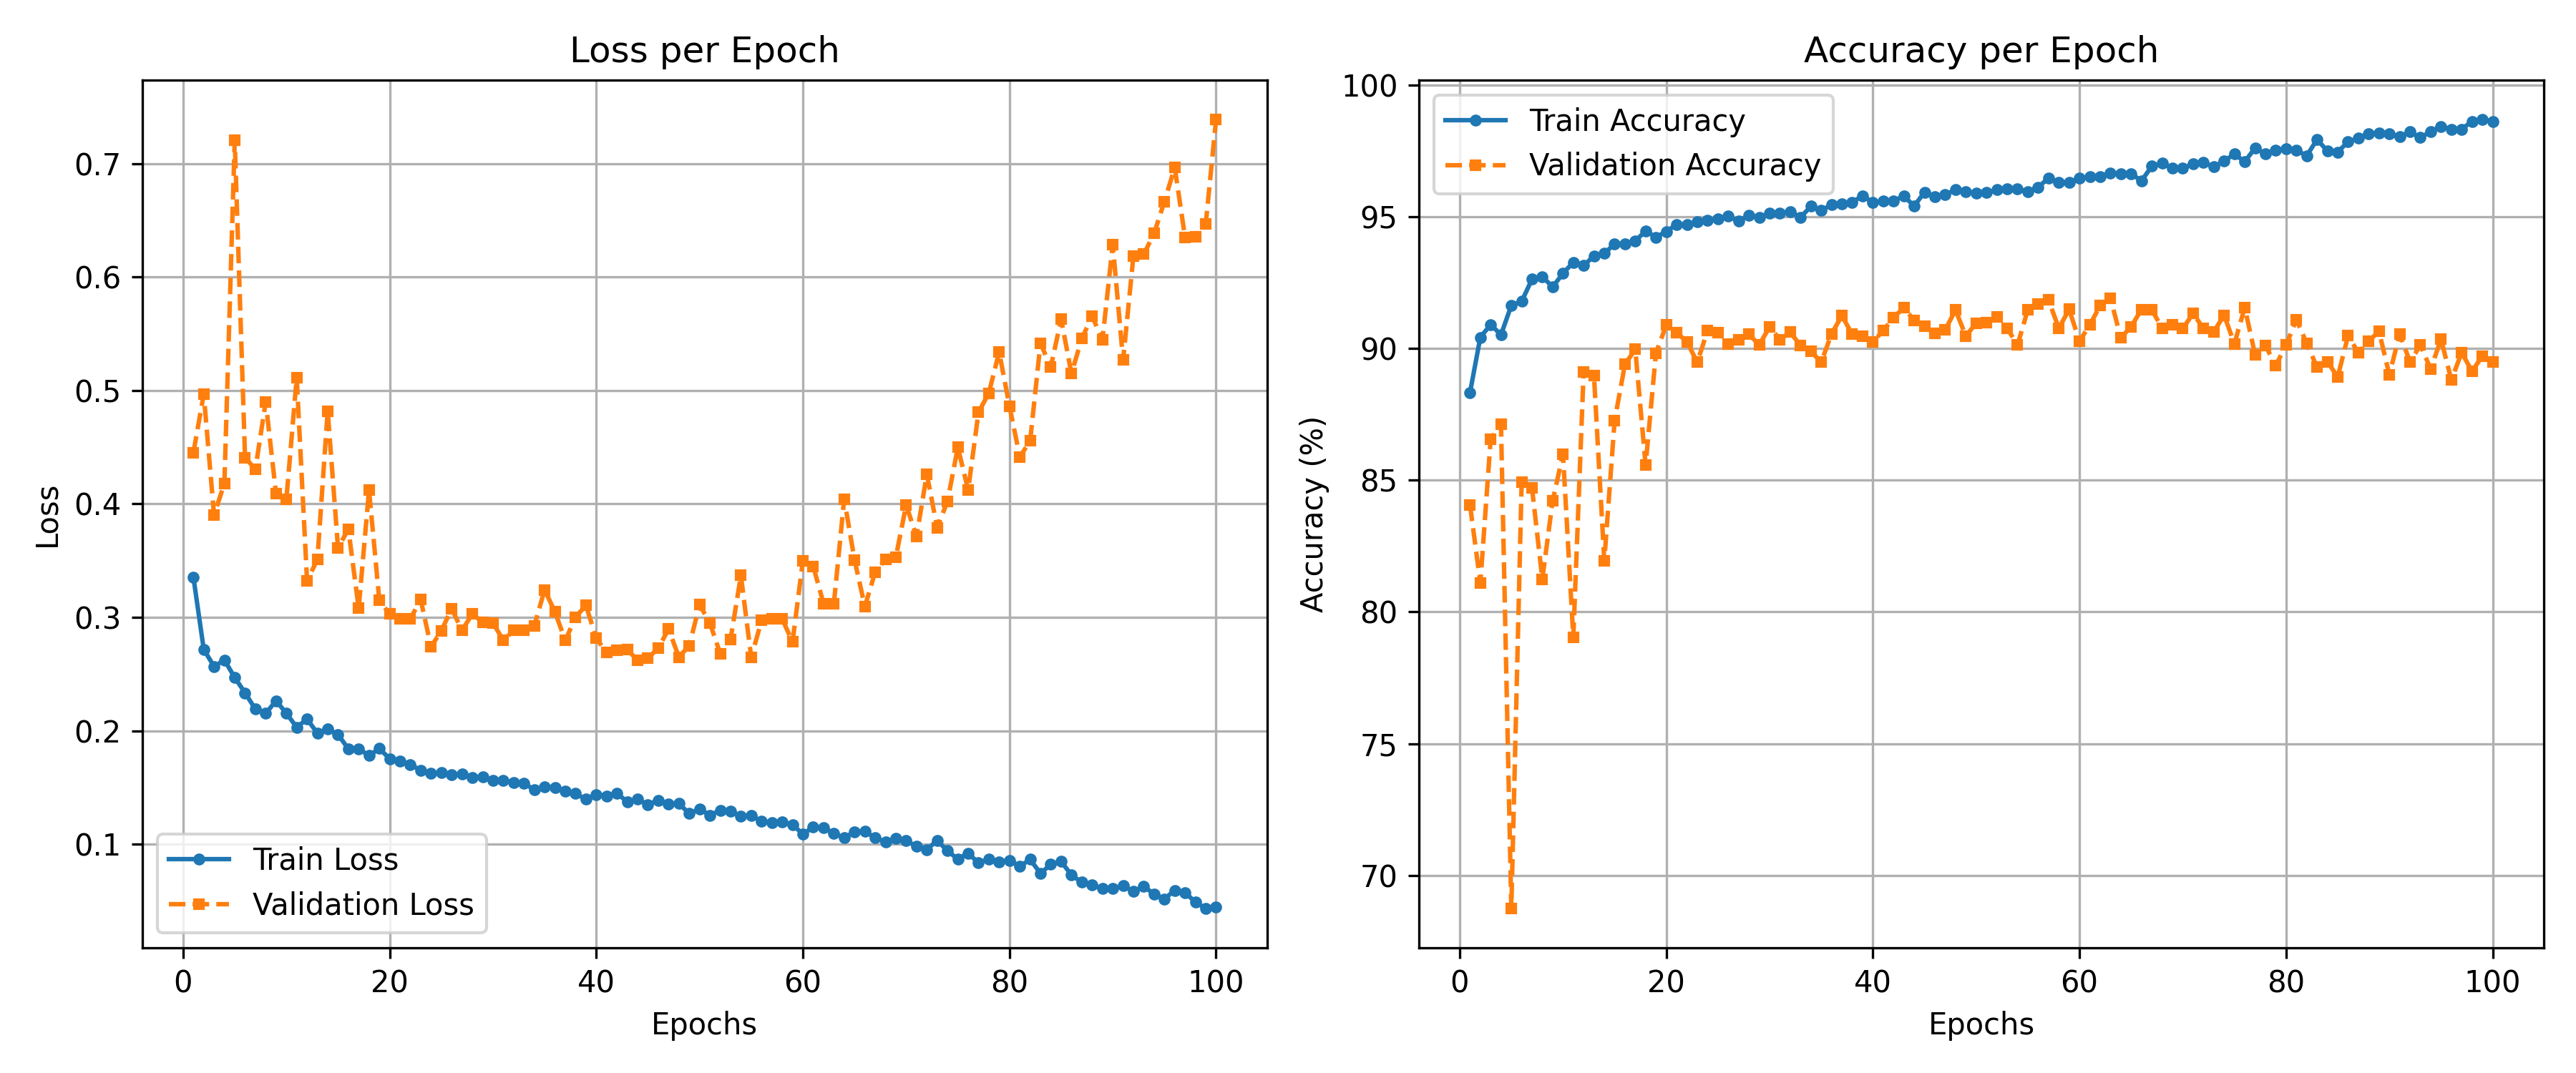 Loss per Epoch
Loss
0.7
0.6
0.5
0.4
0.3
0.2
0.1
Train Loss
Validation Loss
0 20 40 60 80 100
Epochs
Accuracy per Epoch
Accuracy (%)
100
95
90
85
80
75
70
Train Accuracy
Validation Accuracy
0 20 40 60 80 100
Epochs